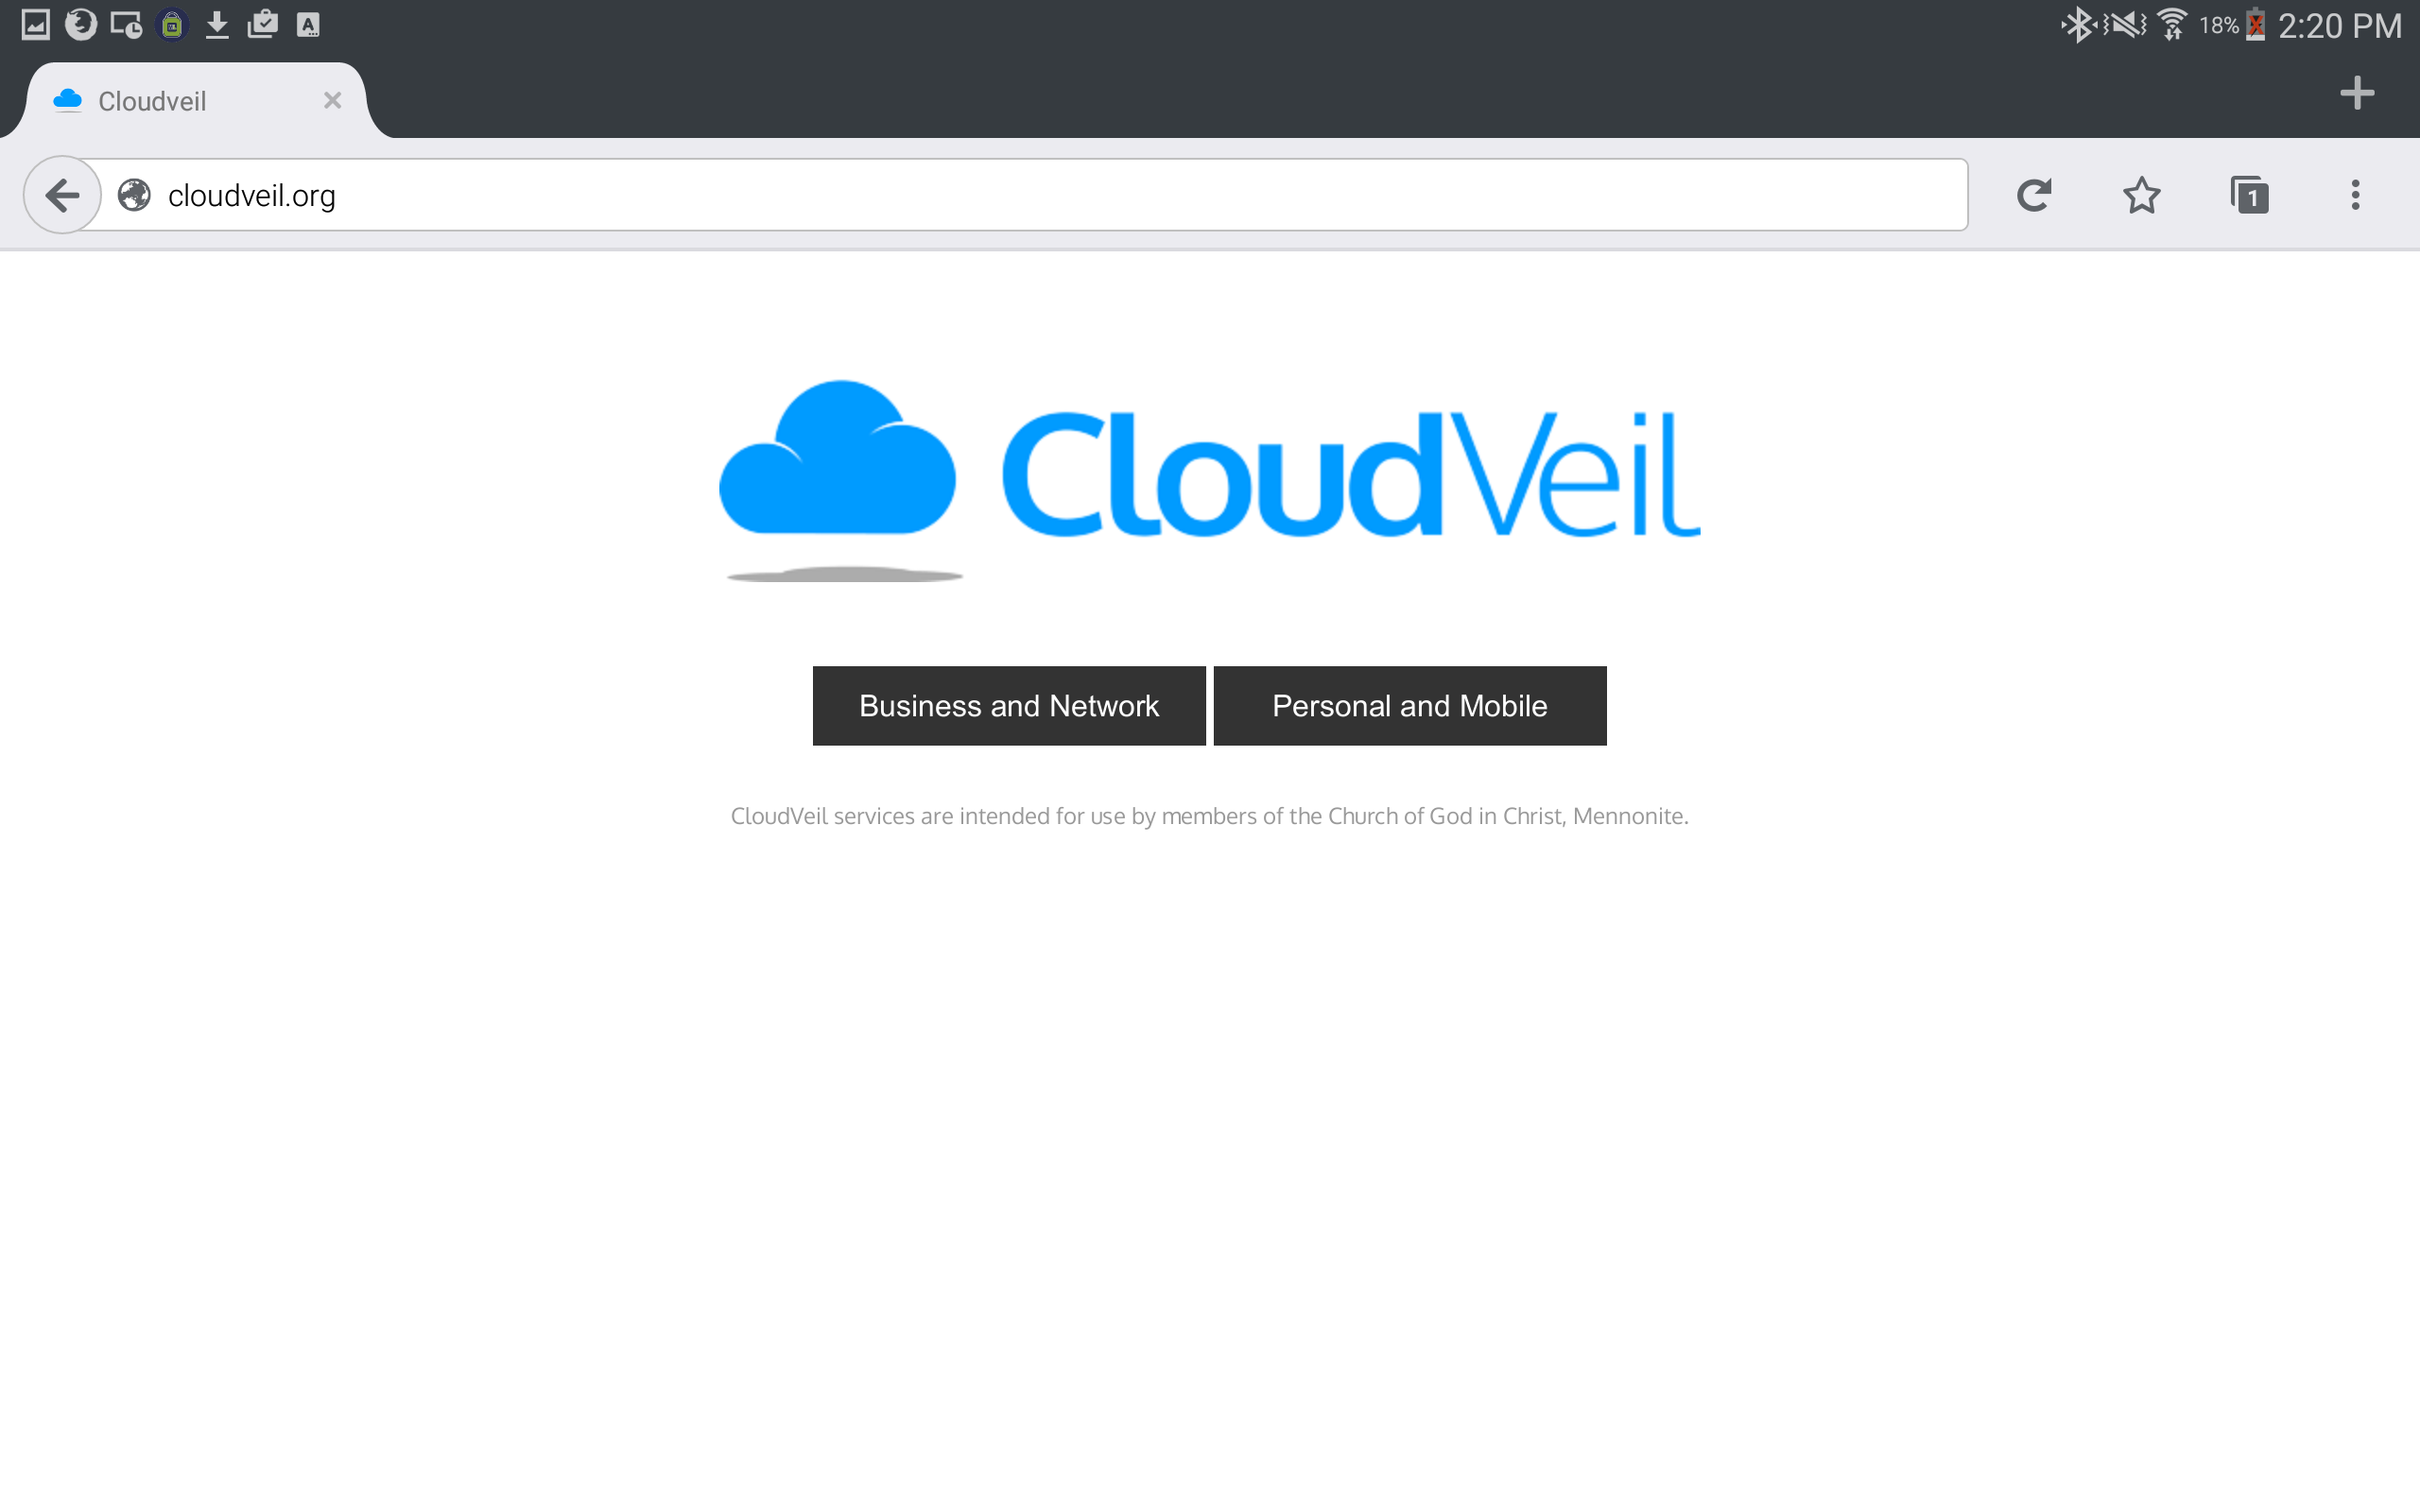 18% 2:20 PM
Cloudveil
cloudveil.org
1
CloudVeil
Business and Network
Personal and Mobile
CloudVeil services are intended for use by members of the Church of God in Christ, Mennonite.